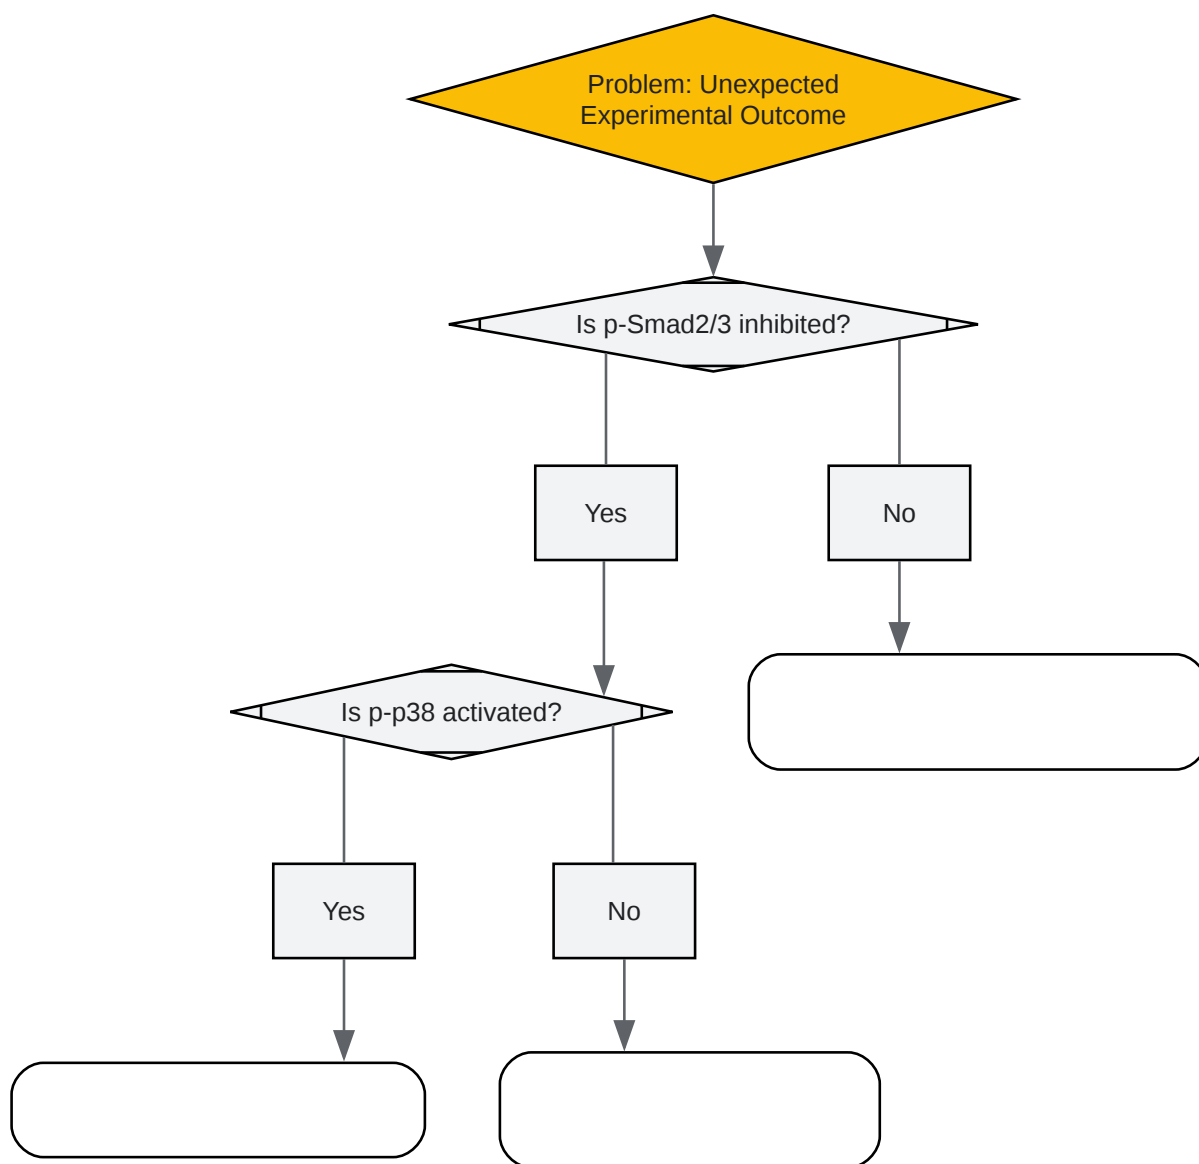 Problem: Unexpected
Experimental Outcome
Is p-Smad2/3 inhibited?
Yes
No
Is p-p38 activated?
Yes
No